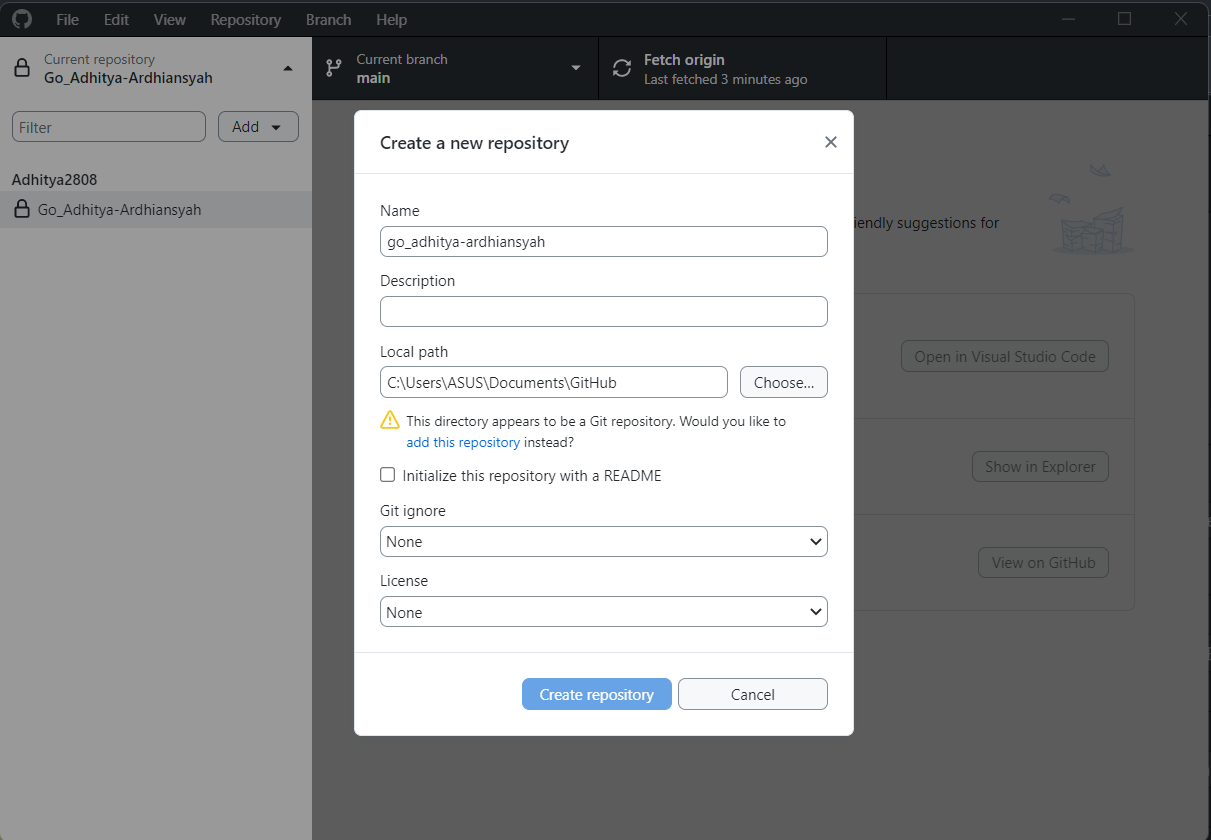 File Edit View Repository Branch Help
Current repository
Go_Adhitya-Ardhiansyah
Current branch
main
Fetch origin
Last fetched 3 minutes ago
Filter
Add
Adhitya2808
Go_Adhitya-Ardhiansyah
iendly suggestions for
Open in Visual Studio Code
Show in Explorer
View on GitHub
Create a new repository
Name
go_adhitya-ardhiansyah
Description
Local path
C:\Users\ASUS\Documents\GitHub
Choose...
This directory appears to be a Git repository. Would you like to
add this repository instead?
Initialize this repository with a README
Git ignore
None
License
None
Create repository
Cancel